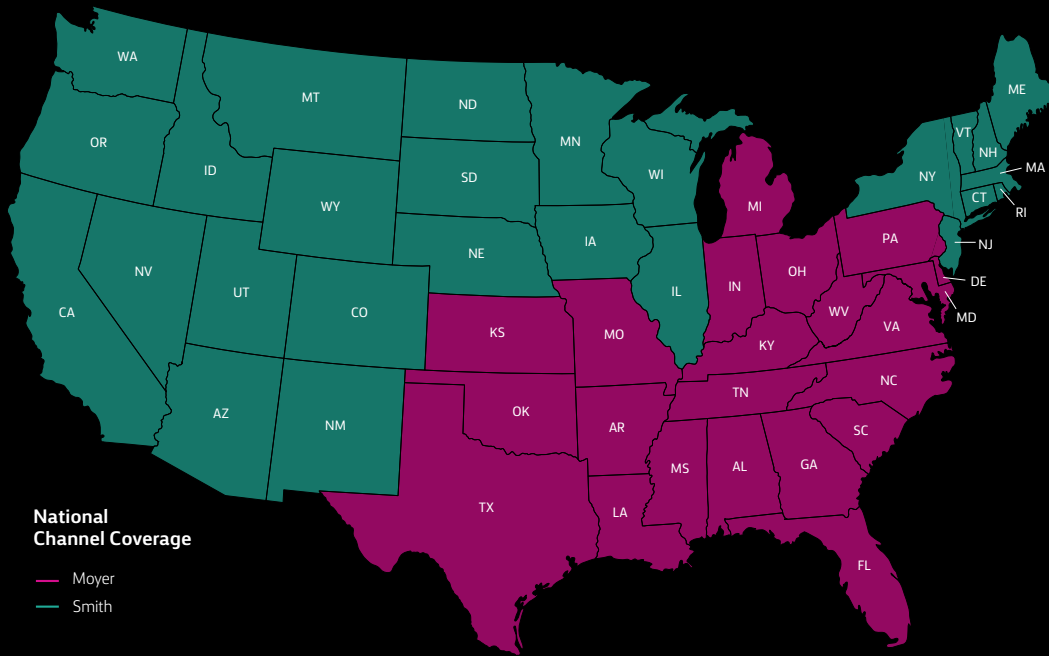 WA
MT
ND
ME
OR
MN
VT
NH
ID
SD
WI
NY
MA
WY
CT
RI
MI
NV
NE
IA
PA
NJ
UT
CO
IL
IN
OH
DE
CA
WV
MD
KS
MO
VA
KY
AZ
NM
OK
AR
TN
NC
SC
MS
AL
GA
TX
LA
FL
National
Channel Coverage
Moyer
Smith